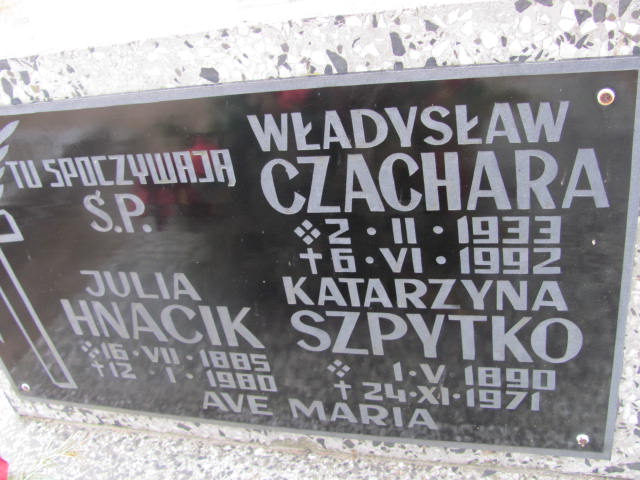 TU SPOCZYWAJĄ
Ś.P.
WŁADYSŁAW
CZACHARA
2·II·1933
†6·VI·1992
JULIA
HNACIK
16·VII·1885
†12·I·1980
KATARZYNA
SZPYTKO
1·V·1890
†24·XI·1971
AVE MARIA